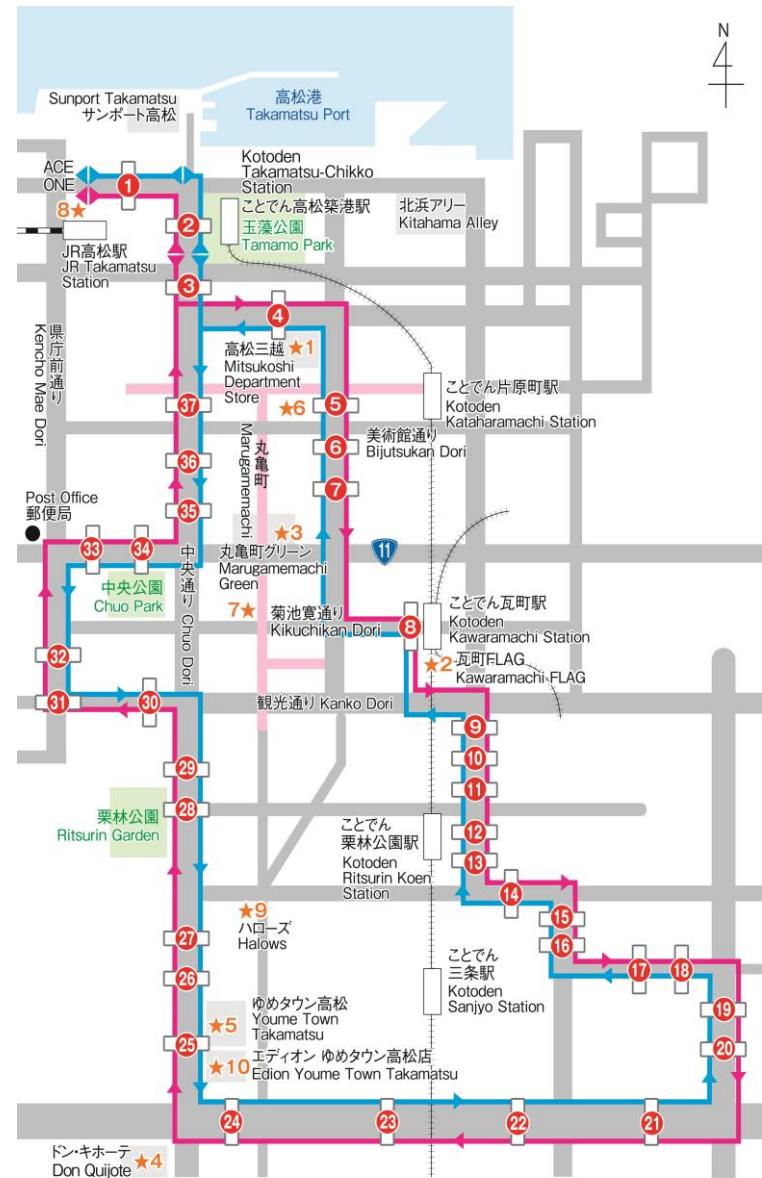 N
Sunport Takamatsu
サンポート高松
高松港
Takamatsu Port
ACE
ONE
1
8★
JR高松駅
JR Takamatsu
Station
2
3
Kotoden
Takamatsu-Chikko
Station
ことでん高松築港駅
玉藻公園
Tamamo Park
北浜アリー
Kitahama Alley
県庁前通り
Kencho Mae Dori
4
高松三越 ★1
Mitsukoshi
Department
Store
★6
5
6
7
ことでん片原町駅
Kotoden
Kataharamachi Station
美術館通り
Bijutsukan Dori
丸亀町
Marugamemachi
37
36
35
Post Office
郵便局
33
34
中央公園
Chuo Park
中央通り Chuo Dori
★3
丸亀町グリーン
Marugamemachi
Green
11
7★
菊池寛通り
Kikuchikan Dori
8
ことでん瓦町駅
Kotoden
Kawaramachi Station
★2 瓦町FLAG
Kawaramachi FLAG
32
31
30
観光通り Kanko Dori
9
10
11
12
13
29
28
栗林公園
Ritsurin Garden
ことでん
栗林公園駅
Kotoden
Ritsurin Koen
Station
14
15
16
17
18
19
20
★9
ハローズ
Halows
27
26
25
ことでん
三条駅
Kotoden
Sanjyo Station
★5
ゆめタウン高松
Youme Town
Takamatsu
★10
エディオン ゆめタウン高松店
Edion Youme Town Takamatsu
24
23
22
21
ドン・キホーテ
Don Quijote
★4